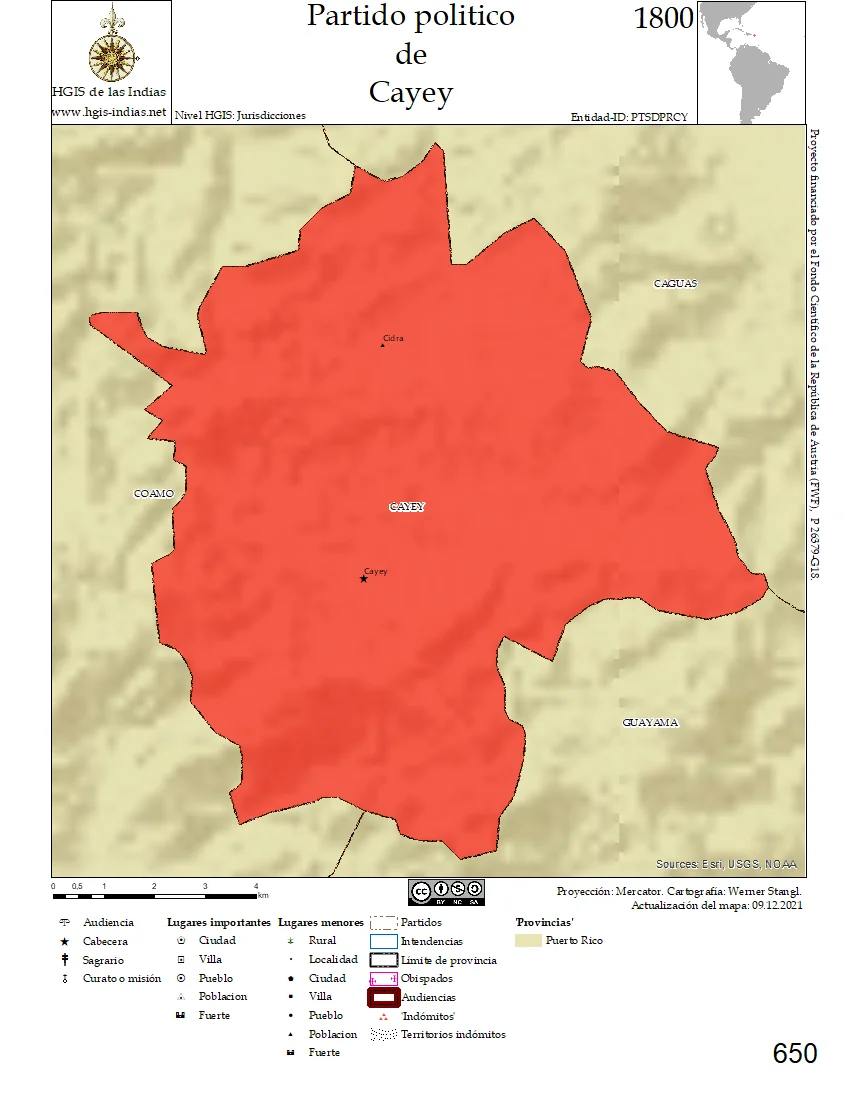 Partido politico
de
Cayey
1800
HGIS de las Indias
www.hgis-indias.net
Nivel HGIS: Jurisdicciones
Entidad-ID: PTSDPRCY
Proyecto financiado por el Fondo Científico de la República de Austria (FWF), P 26379-G18.
CAGUAS
Cidra
COAMO
CAYEY
Cayey
GUAYAMA
Sources: Esri, USGS, NOAA
0 0,5 1 2 3 4
km
CC BY NC SA
Proyección: Mercator. Cartografía: Werner Stangl.
Actualización del mapa: 09.12.2021
Audiencia
Cabecera
Sagrario
Curato o misión
Lugares importantes
Ciudad
Villa
Pueblo
Poblacion
Fuerte
Lugares menores
Rural
Localidad
Ciudad
Villa
Pueblo
Poblacion
Fuerte
Partidos
Intendencias
Límite de provincia
Obispados
Audiencias
'Indómitos'
Territorios indómitos
'Provincias'
Puerto Rico
650